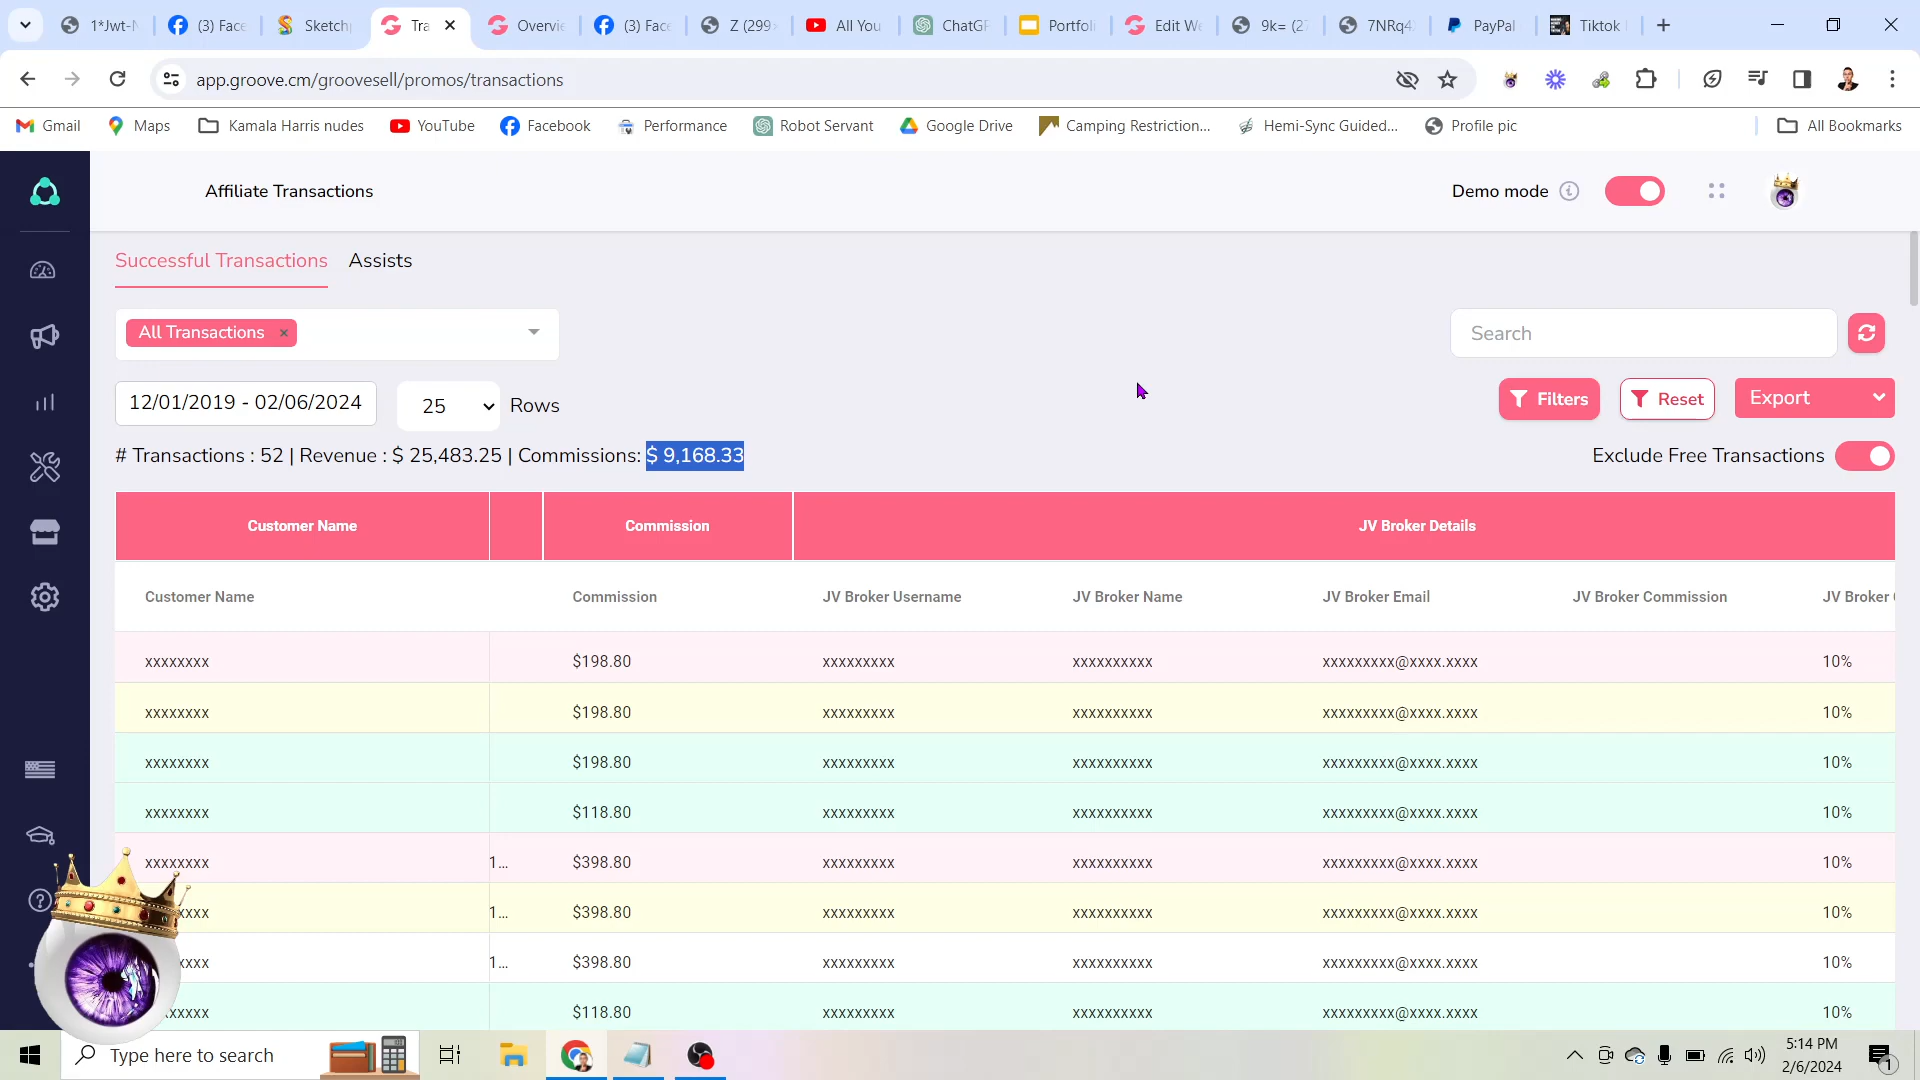 1*Jwt-N
(3) Face
Sketchp
Tra
Overvie
(3) Face
Z (299×
All You
ChatGP
Portfoli
Edit We
9k= (27
7NRq4
PayPal
Tiktok
app.groove.cm/groovesell/promos/transactions
Gmail
Maps
Kamala Harris nudes
YouTube
Facebook
Performance
Robot Servant
Google Drive
Camping Restriction...
Hemi-Sync Guided...
Profile pic
All Bookmarks
Affiliate Transactions
Demo mode
Successful Transactions
Assists
All Transactions ×
Search
12/01/2019 - 02/06/2024
25
Rows
Filters
Reset
Export
# Transactions : 52 | Revenue : $ 25,483.25 | Commissions: $ 9,168.33
Exclude Free Transactions
Customer Name
Commission
JV Broker Details
Customer Name
Commission
JV Broker Username
JV Broker Name
JV Broker Email
JV Broker Commission
JV Broker
xxxxxxxx $198.80 xxxxxxxxx xxxxxxxxxx xxxxxxxxx@xxxx.xxxx 10%
xxxxxxxx $198.80 xxxxxxxxx xxxxxxxxxx xxxxxxxxx@xxxx.xxxx 10%
xxxxxxxx $198.80 xxxxxxxxx xxxxxxxxxx xxxxxxxxx@xxxx.xxxx 10%
xxxxxxxx $118.80 xxxxxxxxx xxxxxxxxxx xxxxxxxxx@xxxx.xxxx 10%
xxxxxxxx 1... $398.80 xxxxxxxxx xxxxxxxxxx xxxxxxxxx@xxxx.xxxx 10%
xxxx 1... $398.80 xxxxxxxxx xxxxxxxxxx xxxxxxxxx@xxxx.xxxx 10%
xxxx 1... $398.80 xxxxxxxxx xxxxxxxxxx xxxxxxxxx@xxxx.xxxx 10%
xxxxx $118.80 xxxxxxxxx xxxxxxxxxx xxxxxxxxx@xxxx.xxxx 10%
Type here to search
5:14 PM
2/6/2024
1